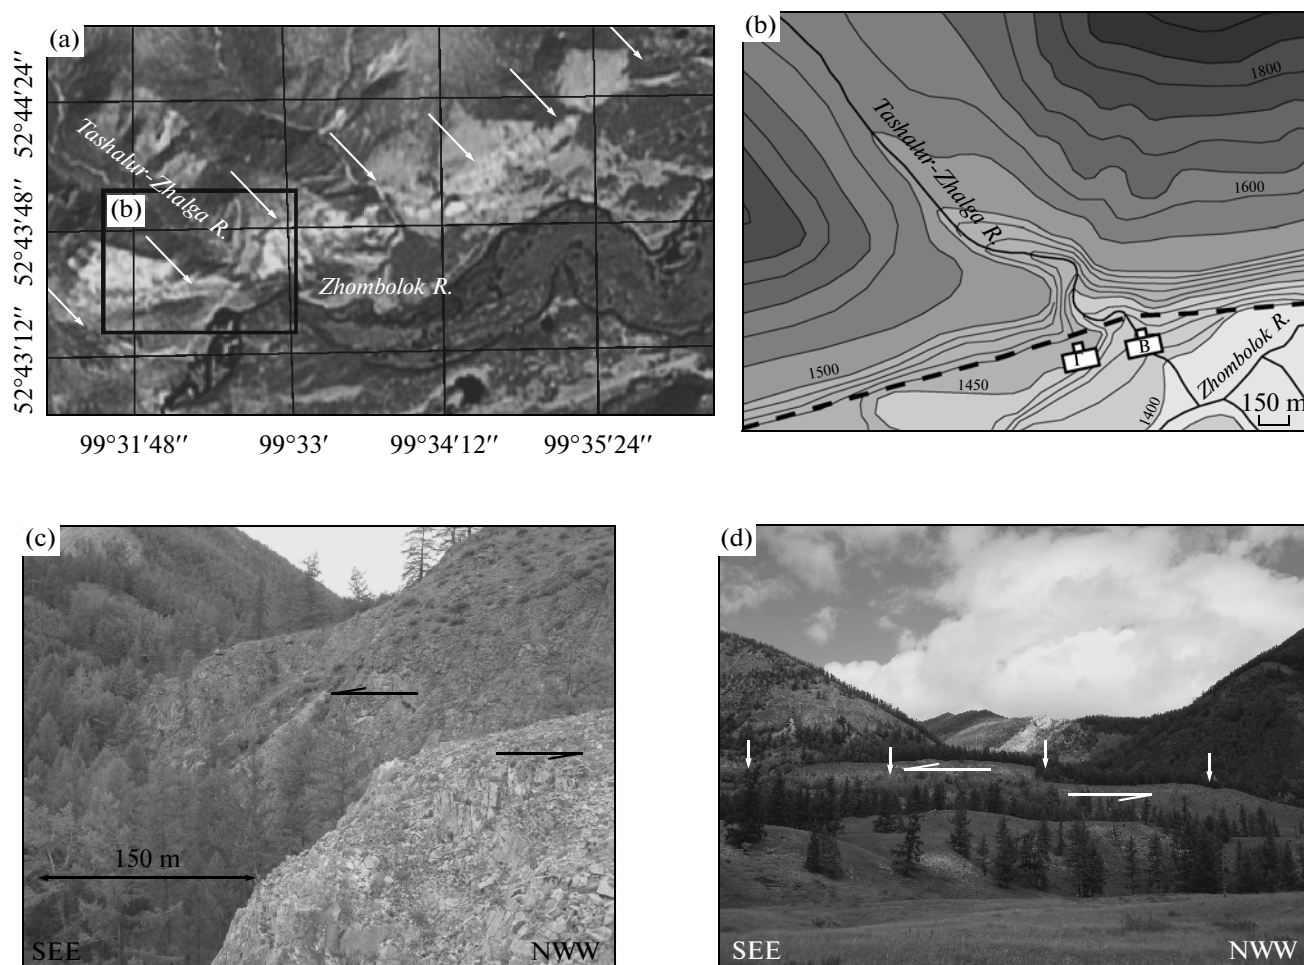 (a)
52°44′24′′
52°43′48′′
52°43′12′′
Tashalur-Zhalga R.
(b)
Zhombolok R.
99°31′48′′
99°33′
99°34′12′′
99°35′24′′
(b)
1800
Tashalur-Zhalga R.
1600
1500
1450
1400
T
B
Zhombolok R.
150 m
(c)
150 m
SEE
NWW
(d)
SEE
NWW